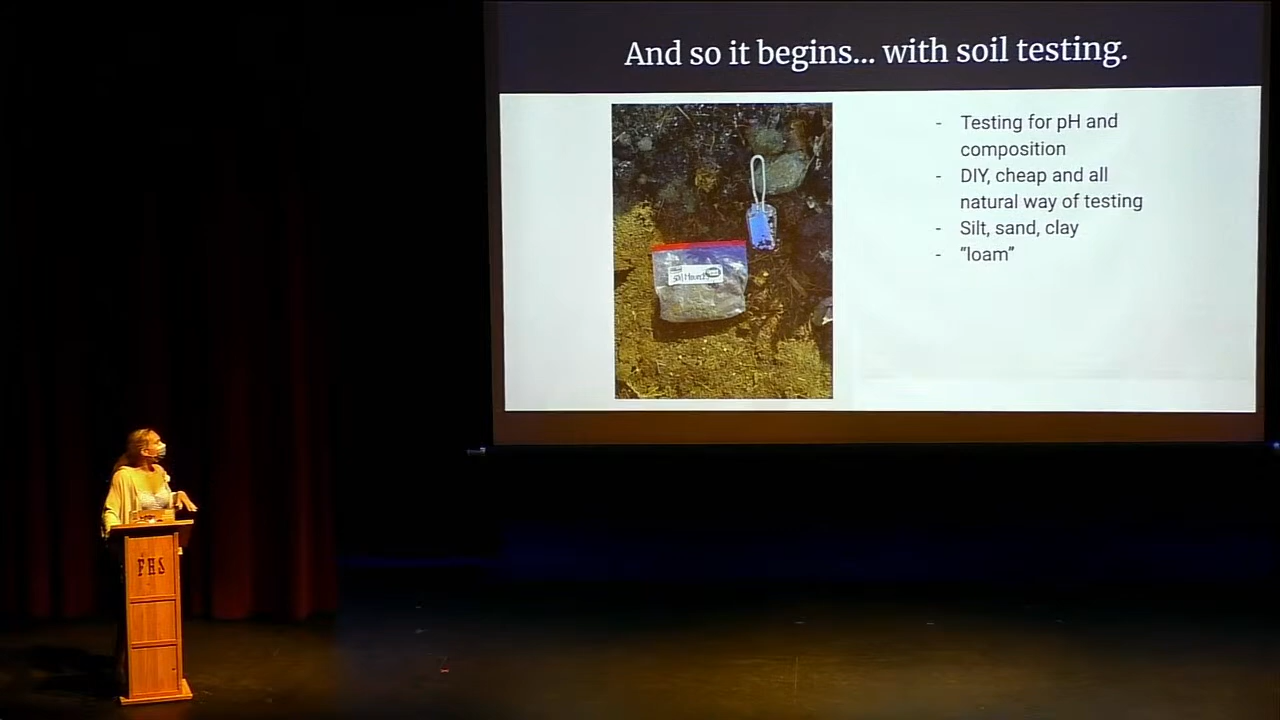 And so it begins... with soil testing.
- Testing for pH and
composition
- DIY, cheap and all
natural way of testing
- Silt, sand, clay
- “loam”
FHS